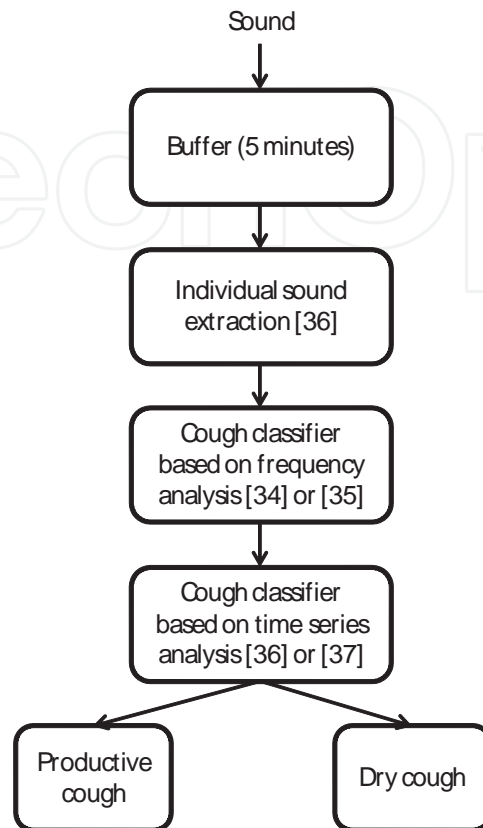 Sound
Buffer (5 minutes)
Individual sound
extraction [36]
Cough classifier
based on frequency
analysis [34] or [35]
Cough classifier
based on time series
analysis [36] or [37]
Productive
cough
Dry cough